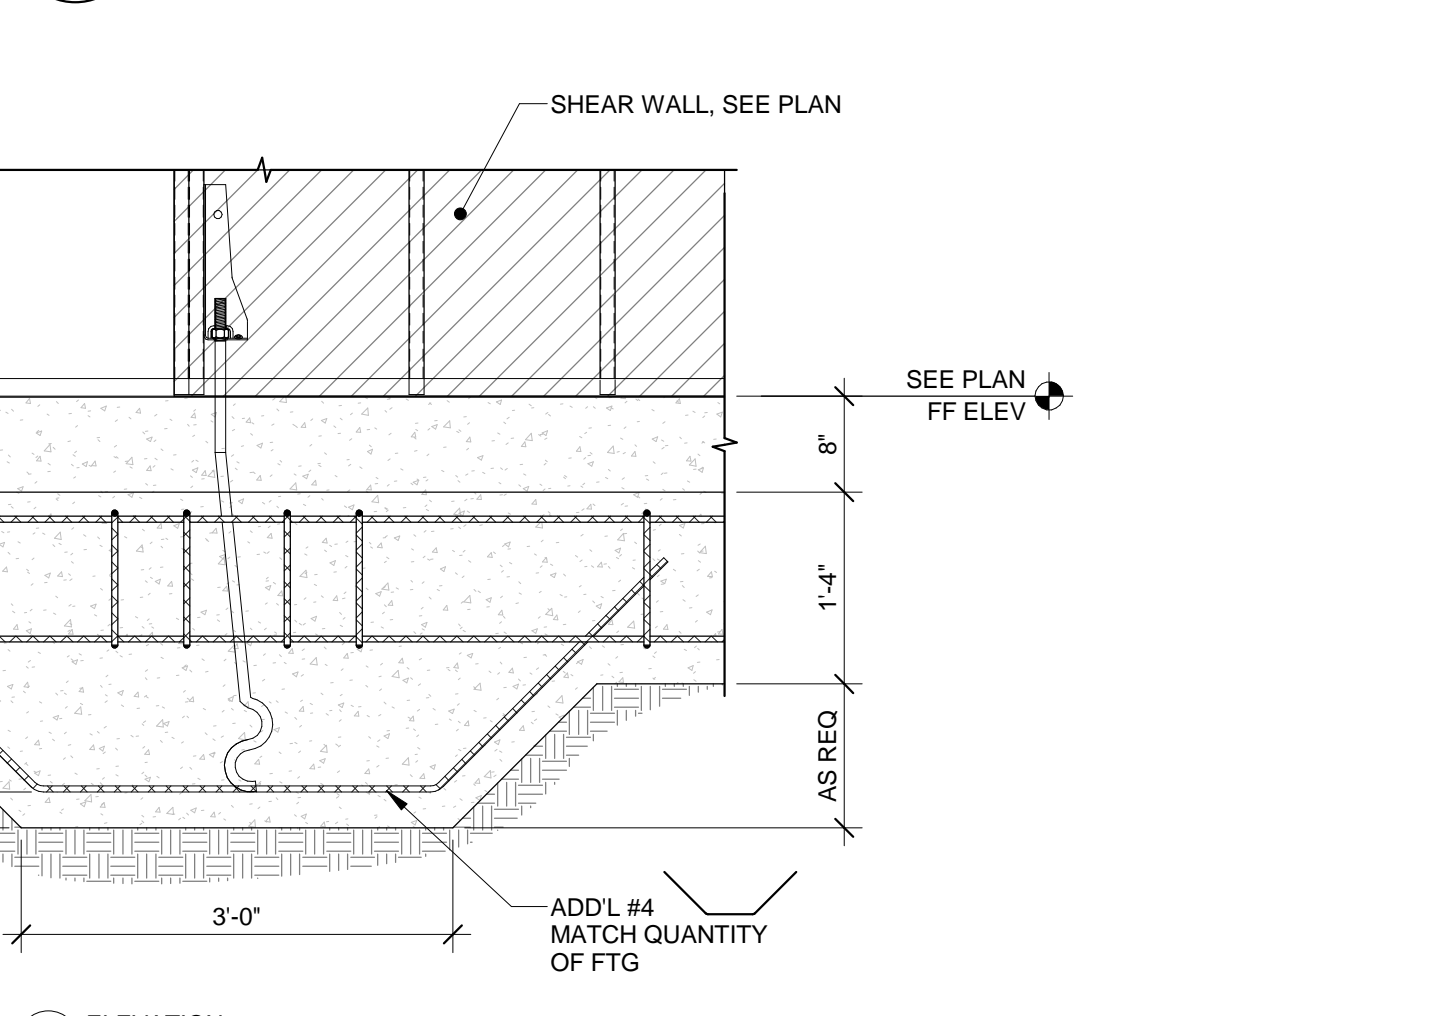 SHEAR WALL, SEE PLAN
SEE PLAN
FF ELEV
8"
1'-4"
AS REQ
3'-0"
ADD'L #4
MATCH QUANTITY
OF FTG
ELEVATION